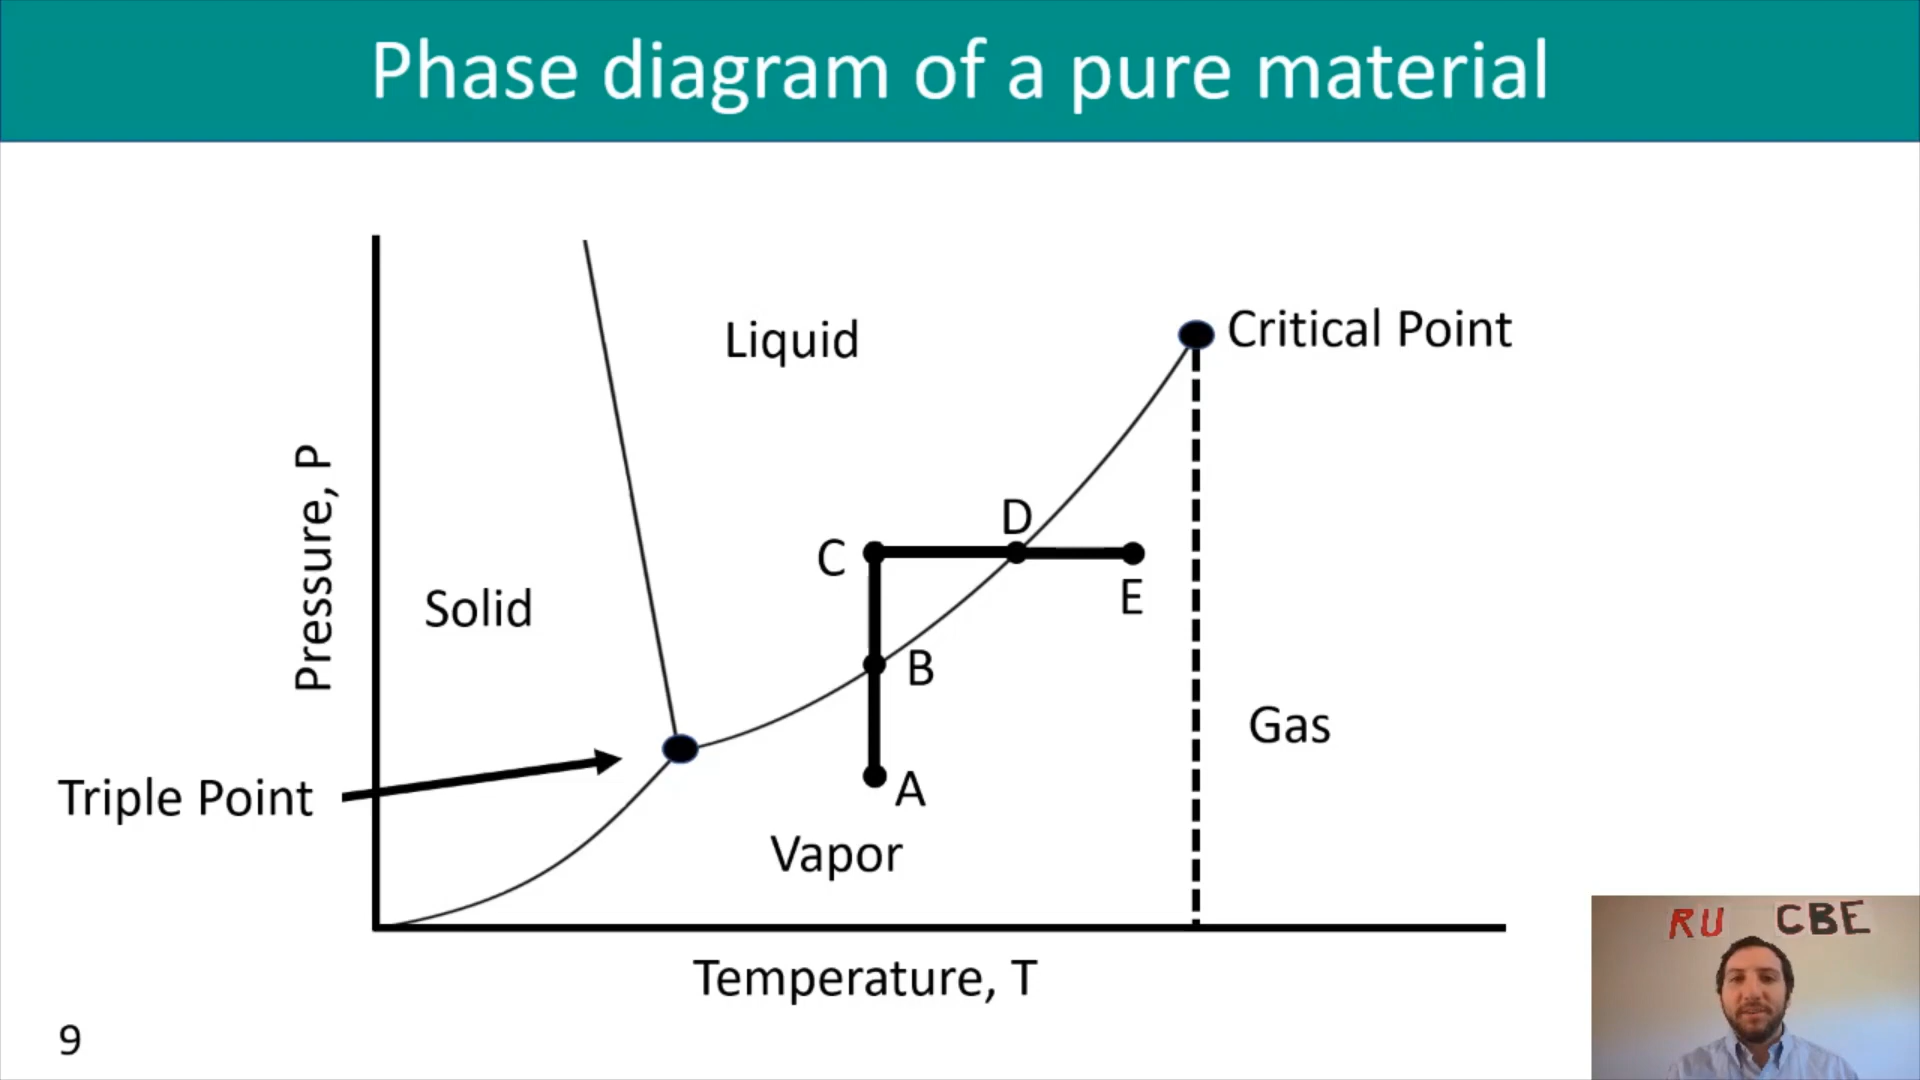 Phase diagram of a pure material
Liquid
Critical Point
Pressure, P
D
C
E
Solid
B
Gas
A
Triple Point
Vapor
Temperature, T
RU CBE
9